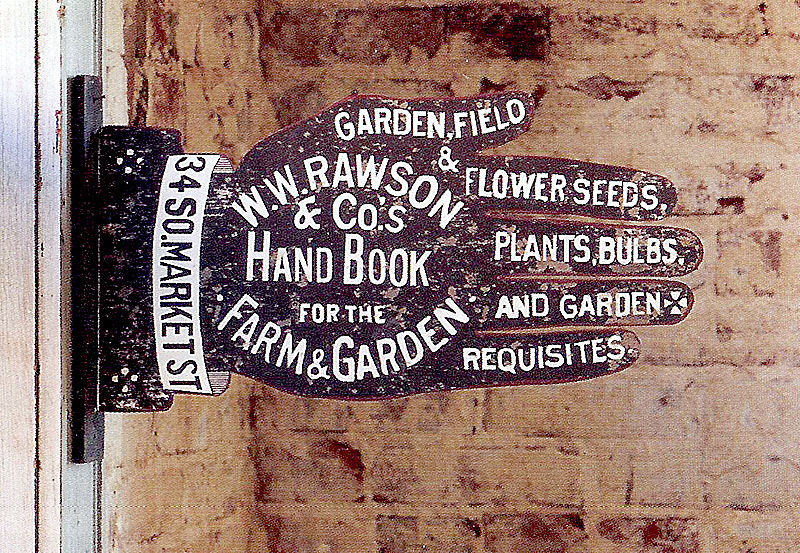 34 SO. MARKET ST
W.W. RAWSON
& CO.'S
HAND BOOK
FOR THE
FARM & GARDEN
GARDEN, FIELD
&
FLOWER SEEDS,
PLANTS, BULBS,
AND GARDEN
REQUISITES.